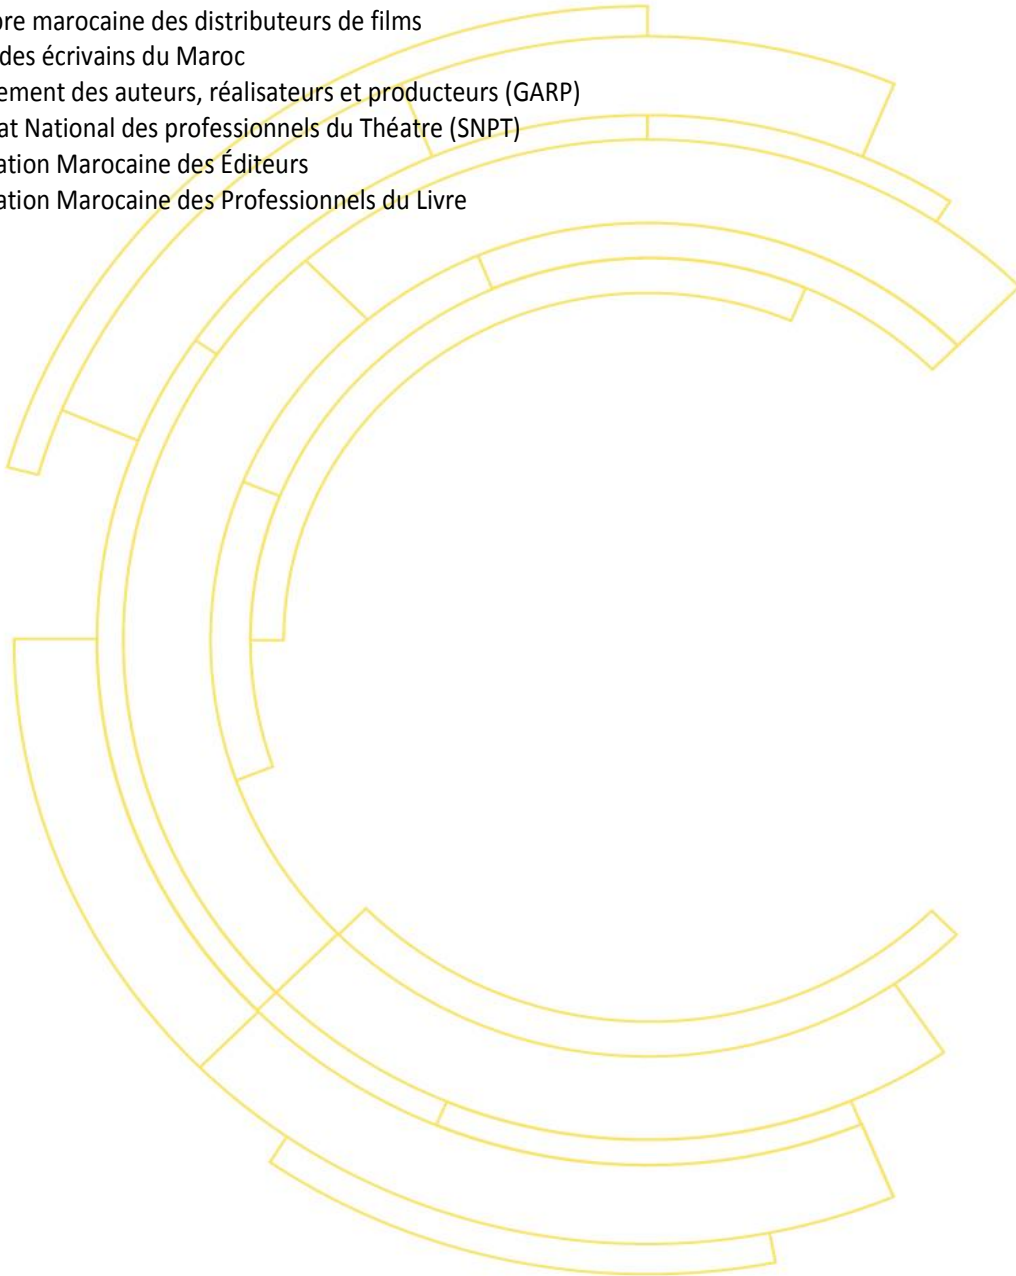 bre marocaine des distributeurs de films
des écrivains du Maroc
ement des auteurs, réalisateurs et producteurs (GARP)
at National des professionnels du Théatre (SNPT)
ation Marocaine des Éditeurs
ation Marocaine des Professionnels du Livre